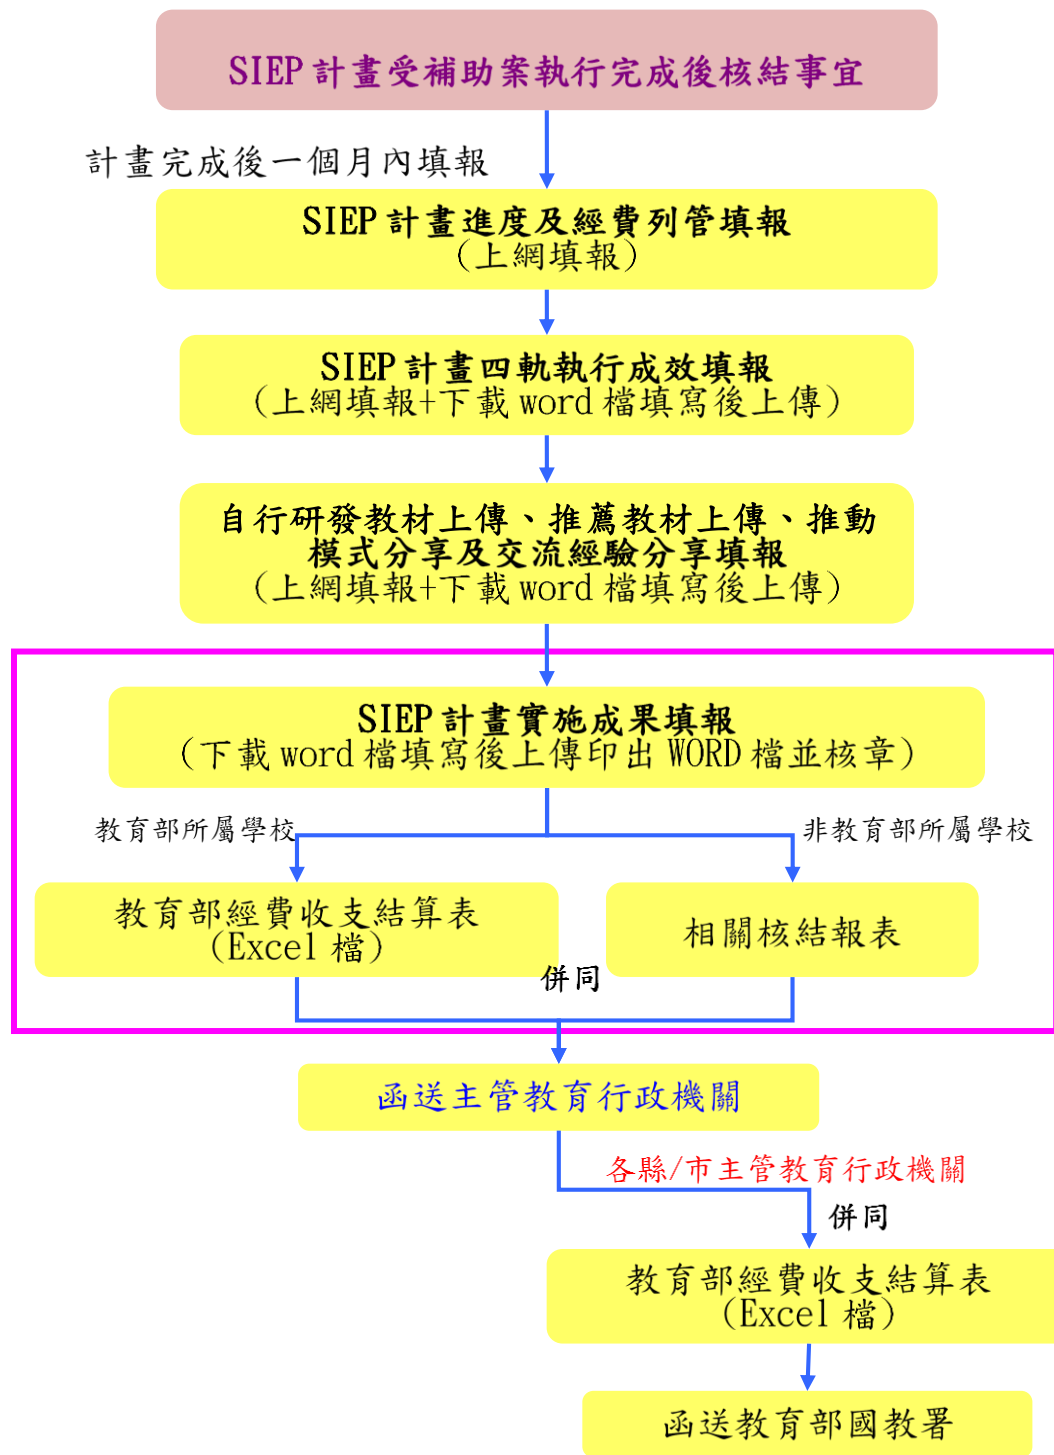 SIEP 計畫受補助案執行完成後核結事宜
計畫完成後一個月內填報
SIEP 計畫進度及經費列管填報
(上網填報)
SIEP 計畫四軌執行成效填報
(上網填報+下載 word 檔填寫後上傳)
自行研發教材上傳、推薦教材上傳、推動
模式分享及交流經驗分享填報
(上網填報+下載 word 檔填寫後上傳)
SIEP 計畫實施成果填報
(下載 word 檔填寫後上傳印出 WORD 檔並核章)
教育部所屬學校
非教育部所屬學校
教育部經費收支結算表
(Excel 檔)
相關核結報表
併同
函送主管教育行政機關
各縣/市主管教育行政機關
併同
教育部經費收支結算表
(Excel 檔)
函送教育部國教署